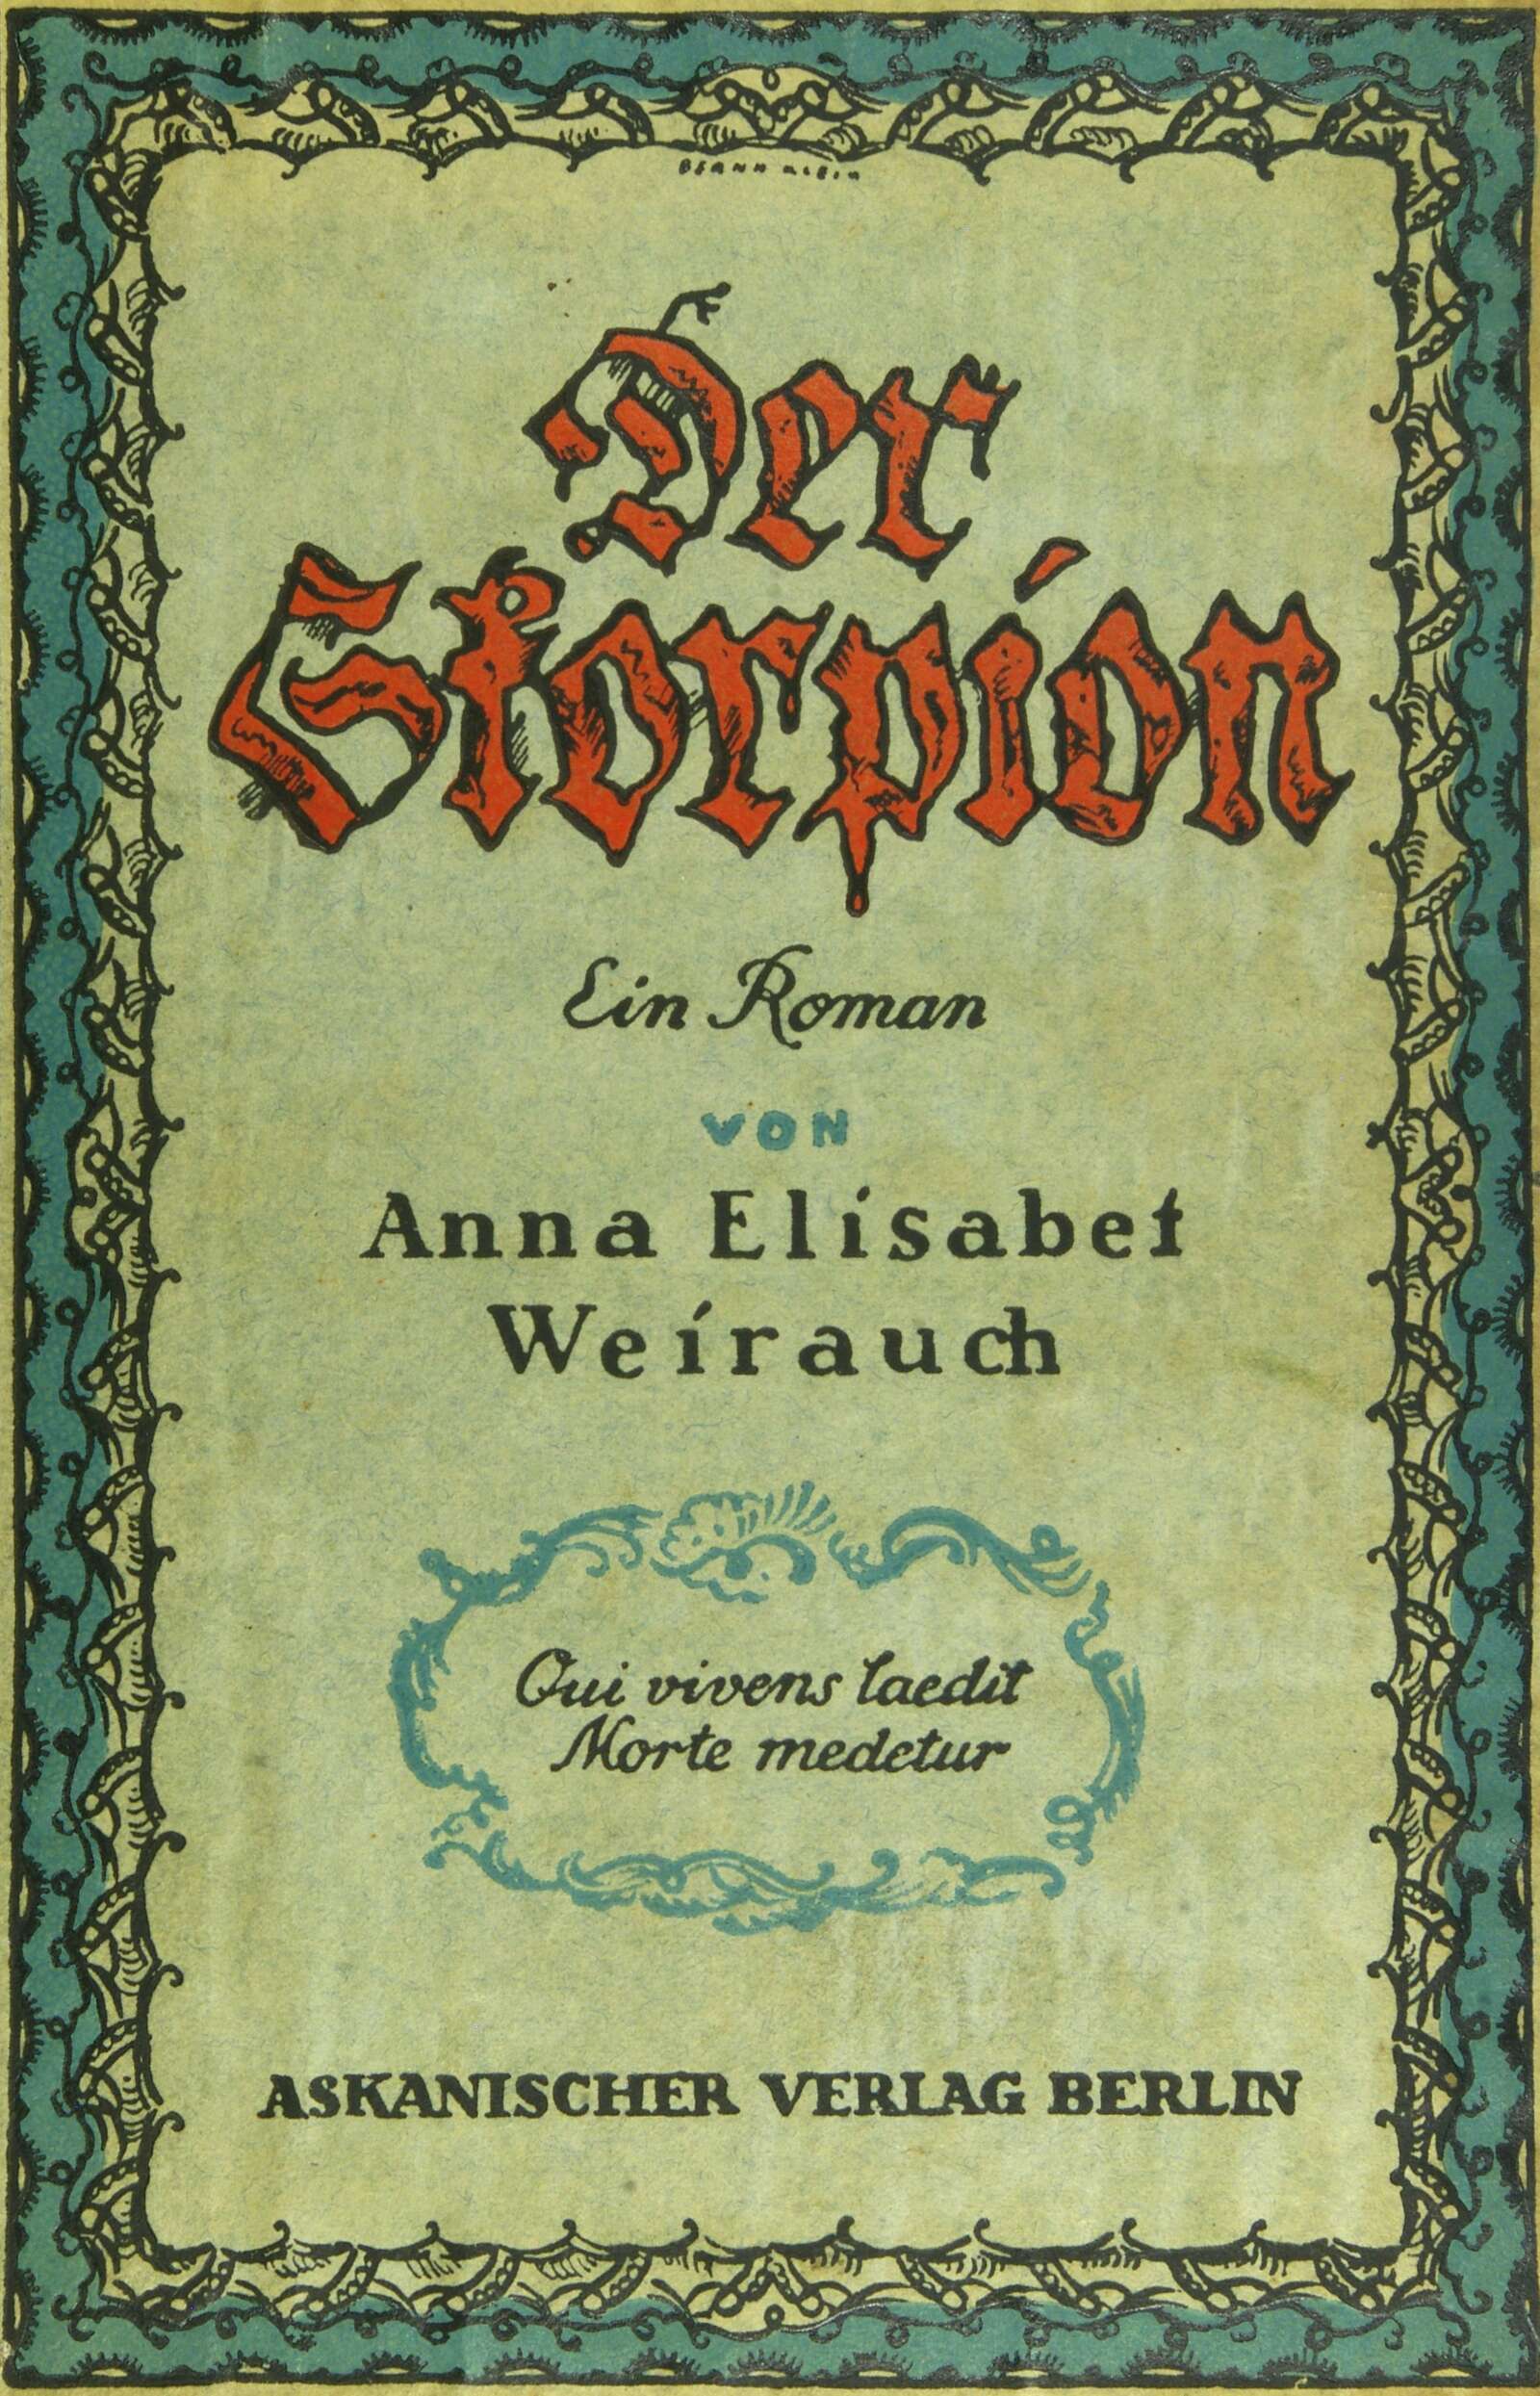 Der
Skorpion
Ein Roman
VON
Anna Elisabet
Weirauch
Qui vivens laedit
Morte medetur
ASKANISCHER VERLAG BERLIN